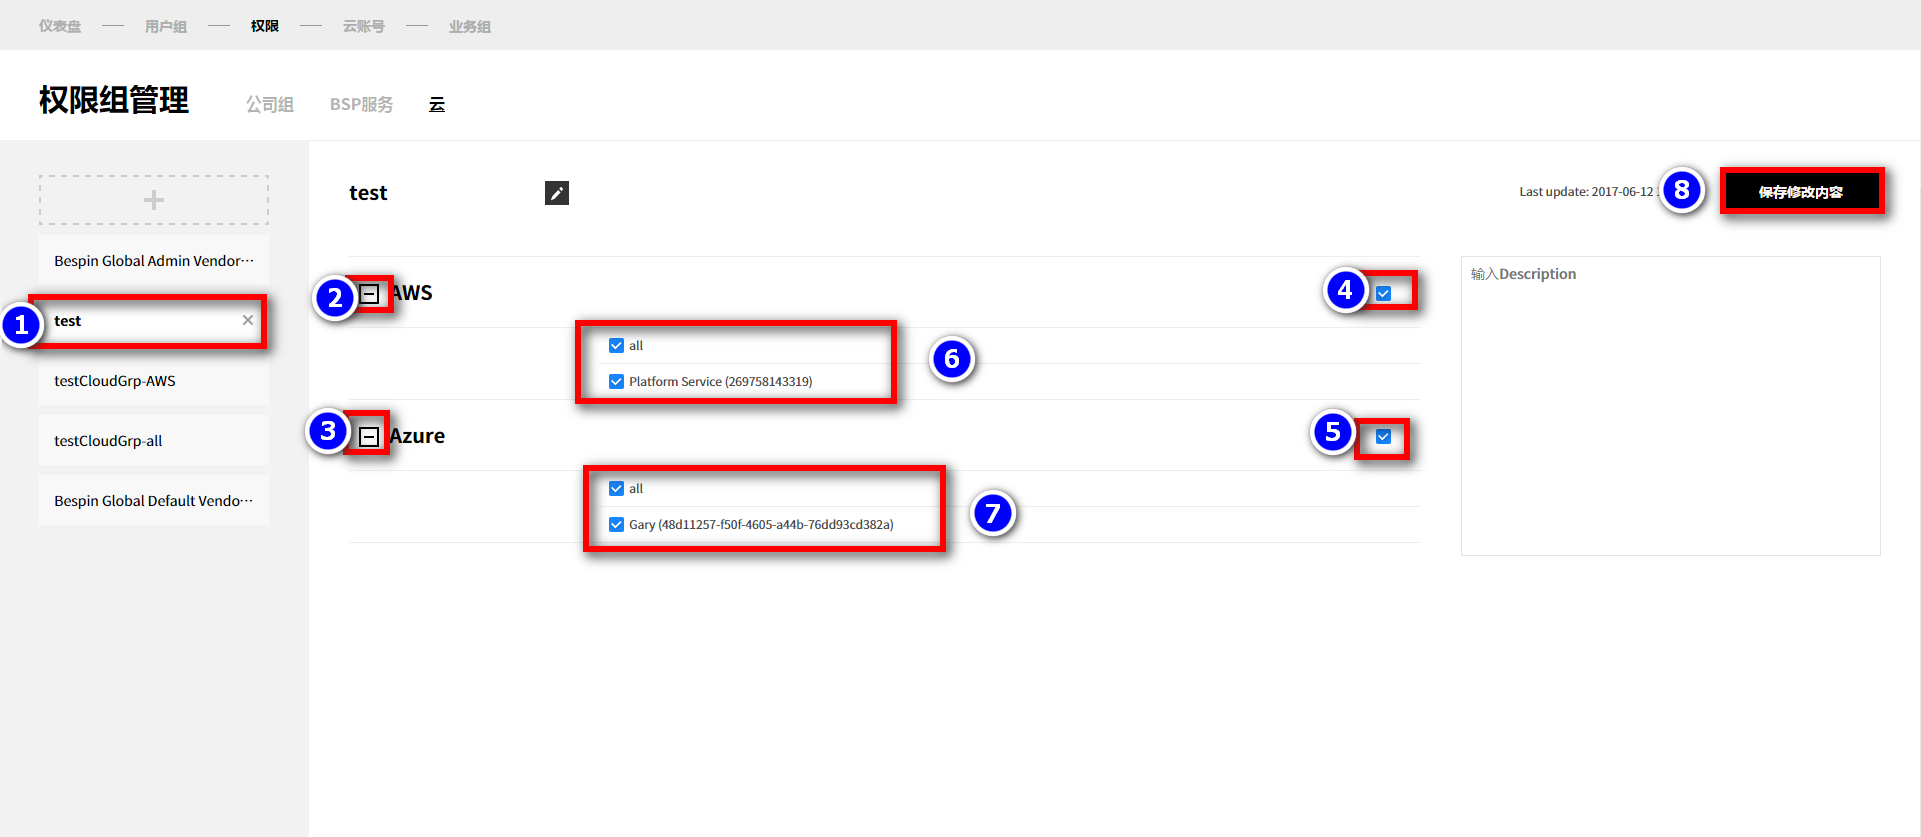 仪表盘 — 用户组 — 权限 — 云账号 — 业务组
权限组管理 公司组 BSP服务 云
Bespin Global Admin Vendor···
1 test ×
testCloudGrp-AWS
testCloudGrp-all
Bespin Global Default Vendo···
test
Last update: 2017-06-12
8 保存修改内容
2 AWS 4
all
Platform Service (269758143319)
6
3 Azure 5
all
Gary (48d11257-f50f-4605-a44b-76dd93cd382a)
7
输入Description